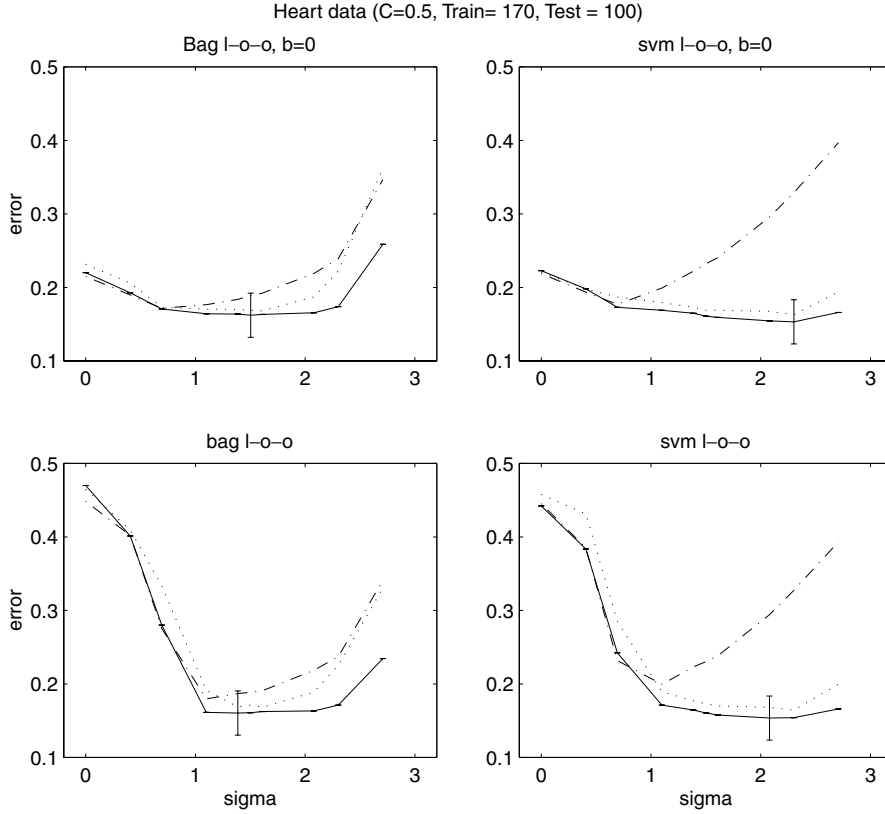 Heart data (C=0.5, Train= 170, Test = 100)
Bag l–o–o, b=0
svm l–o–o, b=0
0.5
0.4
0.3
0.2
0.1
error
0 1 2 3
0.5
0.4
0.3
0.2
0.1
0 1 2 3
bag l–o–o
svm l–o–o
0.5
0.4
0.3
0.2
0.1
error
0 1 2 3
sigma
0.5
0.4
0.3
0.2
0.1
error
0 1 2 3
sigma